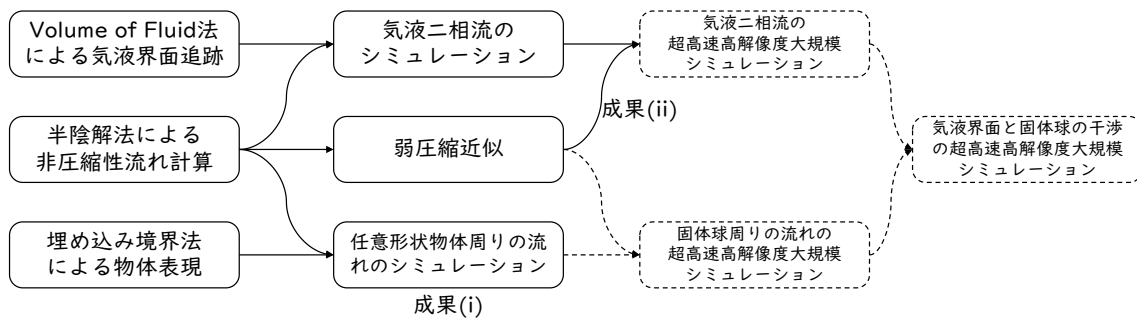 Volume of Fluid法
による気液界面追跡
気液二相流の
シミュレーション
気液二相流の
超高速高解像度大規模
シミュレーション
成果(ii)
半陰解法による
非圧縮性流れ計算
弱圧縮近似
気液界面と固体球の干渉
の超高速高解像度大規模
シミュレーション
埋め込み境界法
による物体表現
任意形状物体周りの流
れのシミュレーション
固体球周りの流れの
超高速高解像度大規模
シミュレーション
成果(i)